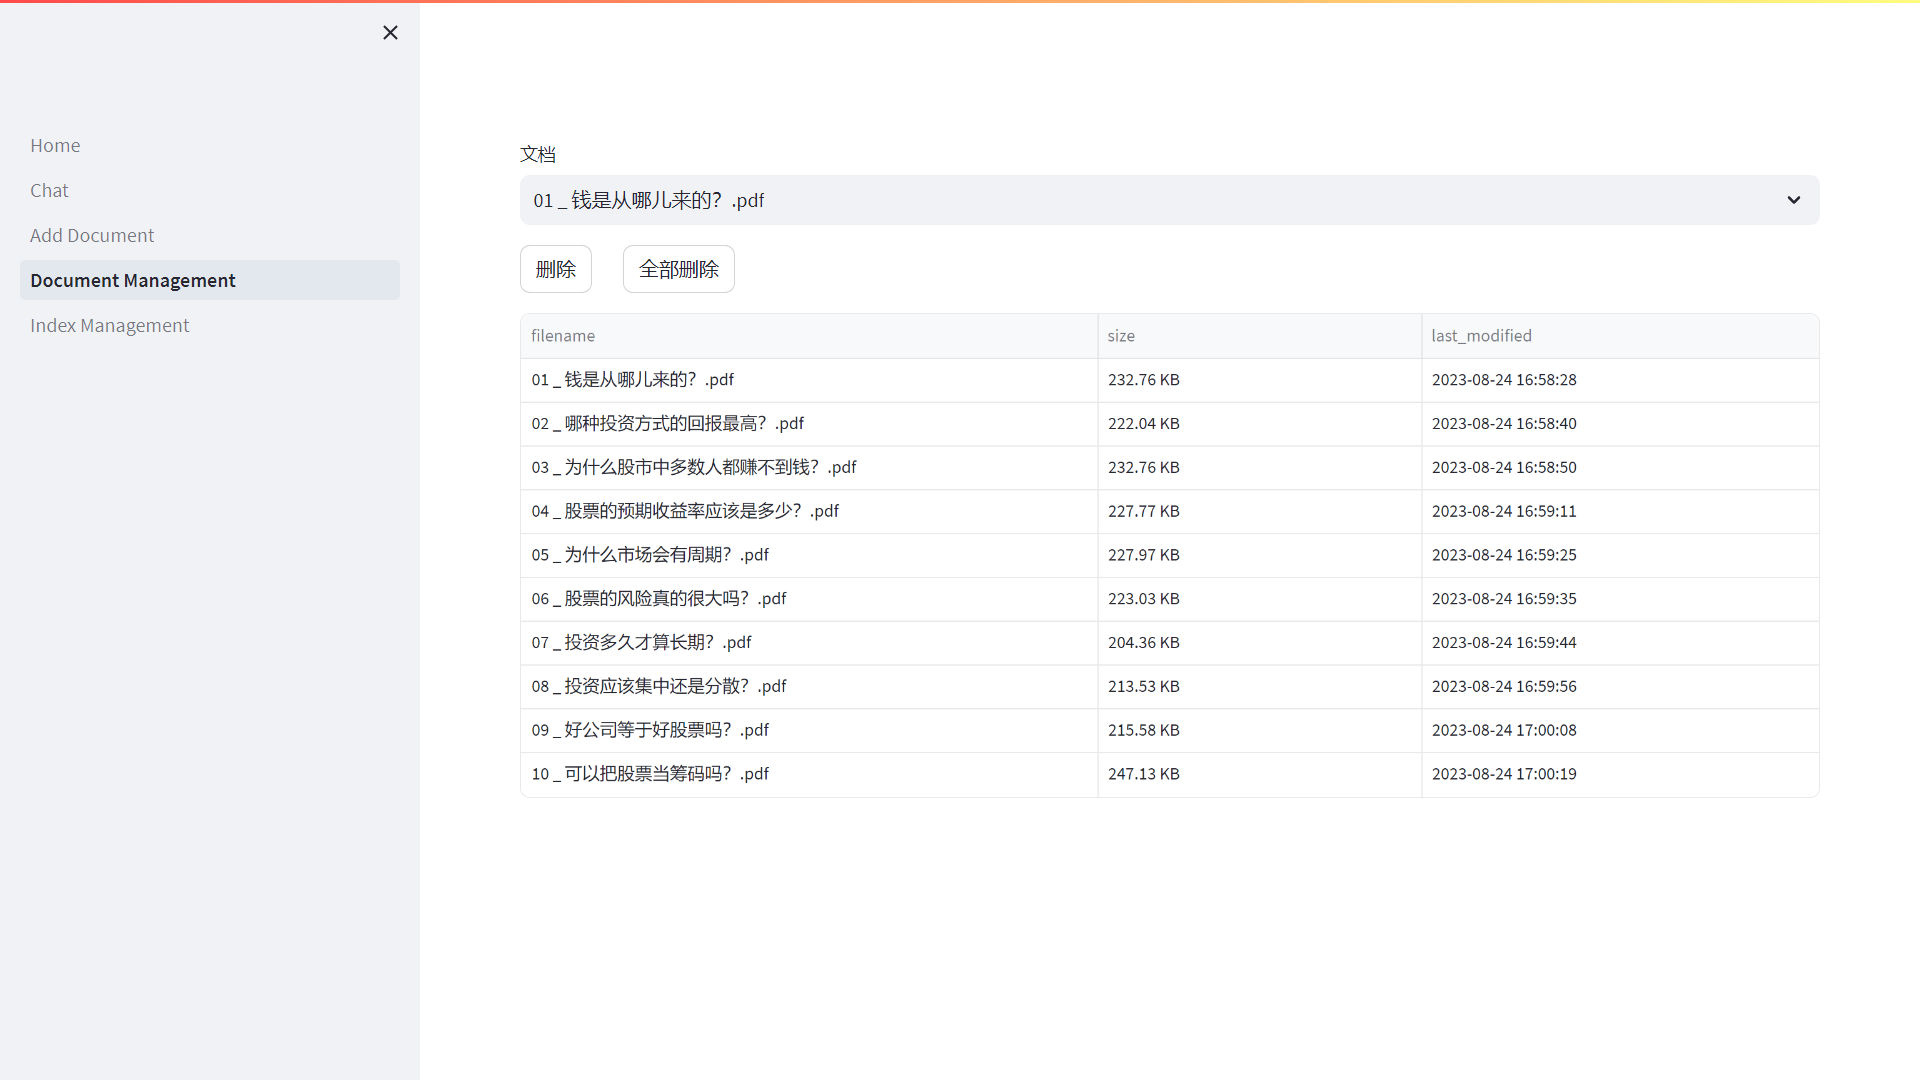 Home
Chat
Add Document
Document Management
Index Management
文档
01 _ 钱是从哪儿来的？.pdf
删除 全部删除
filename size last_modified
01 _ 钱是从哪儿来的？.pdf 232.76 KB 2023-08-24 16:58:28
02 _ 哪种投资方式的回报最高？.pdf 222.04 KB 2023-08-24 16:58:40
03 _ 为什么股市中多数人都赚不到钱？.pdf 232.76 KB 2023-08-24 16:58:50
04 _ 股票的预期收益率应该是多少？.pdf 227.77 KB 2023-08-24 16:59:11
05 _ 为什么市场会有周期？.pdf 227.97 KB 2023-08-24 16:59:25
06 _ 股票的风险真的很大吗？.pdf 223.03 KB 2023-08-24 16:59:35
07 _ 投资多久才算长期？.pdf 204.36 KB 2023-08-24 16:59:44
08 _ 投资应该集中还是分散？.pdf 213.53 KB 2023-08-24 16:59:56
09 _ 好公司等于好股票吗？.pdf 215.58 KB 2023-08-24 17:00:08
10 _ 可以把股票当筹码吗？.pdf 247.13 KB 2023-08-24 17:00:19